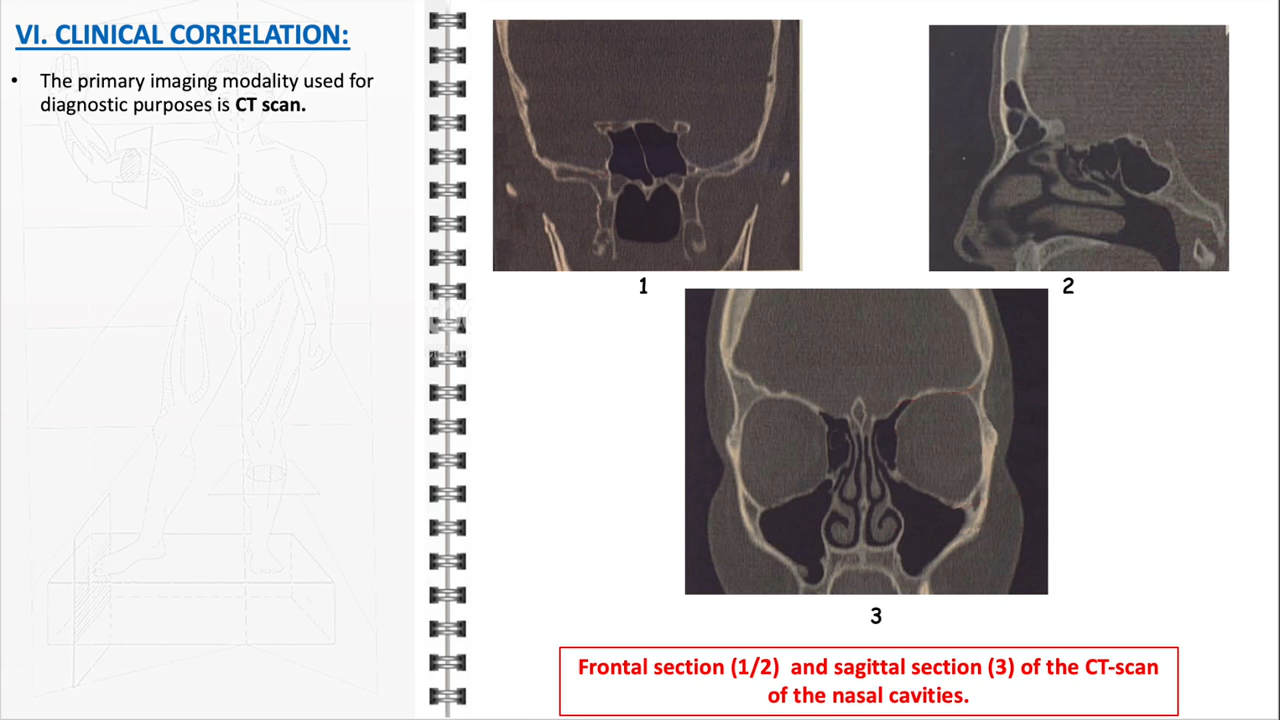 VI. CLINICAL CORRELATION:
• The primary imaging modality used for
diagnostic purposes is CT scan.
1
2
3
Frontal section (1/2) and sagittal section (3) of the CT-scan
of the nasal cavities.